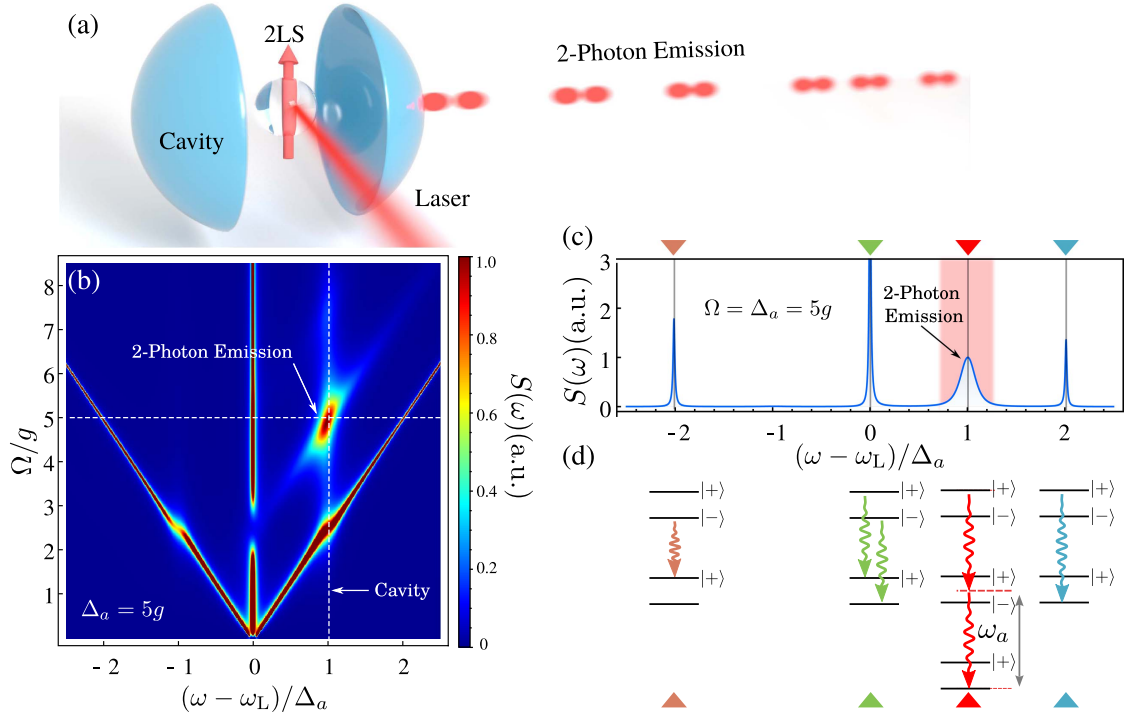 (a)
2LS
2-Photon Emission
Cavity
Laser
(b)
8
7
6
5
4
3
2
1
Ω/g
2-Photon Emission
Cavity
Δₐ = 5g
- 2
- 1
0
1
2
(ω − ω_L)/Δₐ
1.0
0.8
0.6
0.4
0.2
0
S(ω)(a.u.)
(c)
3
2
1
0
S(ω)(a.u.)
Ω = Δₐ = 5g
2-Photon
Emission
-2
-1
0
1
2
(ω − ω_L)/Δₐ
(d)
|+⟩
|−⟩
|+⟩
|+⟩
|−⟩
|+⟩
|+⟩
|−⟩
|+⟩
|−⟩
ωₐ
|+⟩
|+⟩
|−⟩
|+⟩